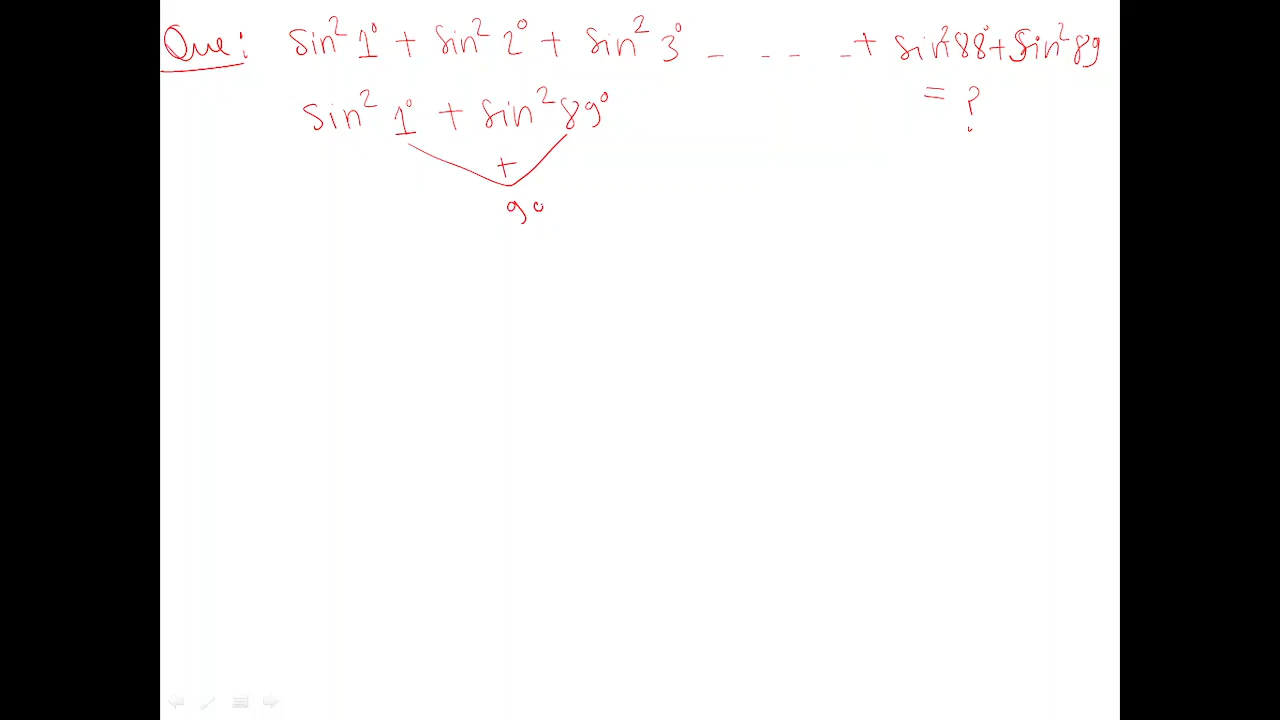 Que: sin² 1° + sin² 2° + sin² 3° - - - - + sin² 88° + sin² 89
= ?
sin² 1° + sin² 89°
+
90